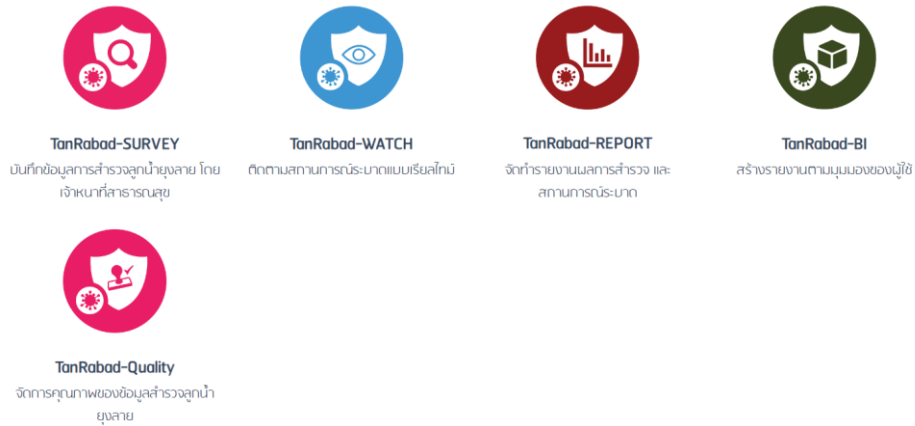 TanRabad-SURVEY
บันทึกข้อมูลการสำรวจลูกน้ำยุงลาย โดย
เจ้าหนาที่สาธารณสุข
TanRabad-WATCH
ติดตามสถานการณ์ระบาดแบบเรียลไทม์
TanRabad-REPORT
จัดทำรายงานผลการสำรวจ และ
สถานการณ์ระบาด
TanRabad-BI
สร้างรายงานตามมุมมองของผู้ใช้
TanRabad-Quality
จัดการคุณภาพของข้อมูลสำรวจลูกน้ำ
ยุงลาย